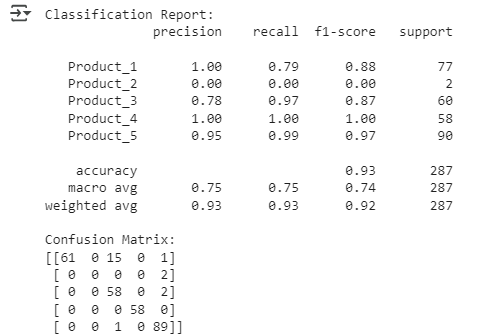 Classification Report:
precision recall f1-score support
Product_1 1.00 0.79 0.88 77
Product_2 0.00 0.00 0.00 2
Product_3 0.78 0.97 0.87 60
Product_4 1.00 1.00 1.00 58
Product_5 0.95 0.99 0.97 90
accuracy 0.93 287
macro avg 0.75 0.75 0.74 287
weighted avg 0.93 0.93 0.92 287
Confusion Matrix:
[[61 0 15 0 1]
[ 0 0 0 0 2]
[ 0 0 58 0 2]
[ 0 0 0 58 0]
[ 0 0 1 0 89]]